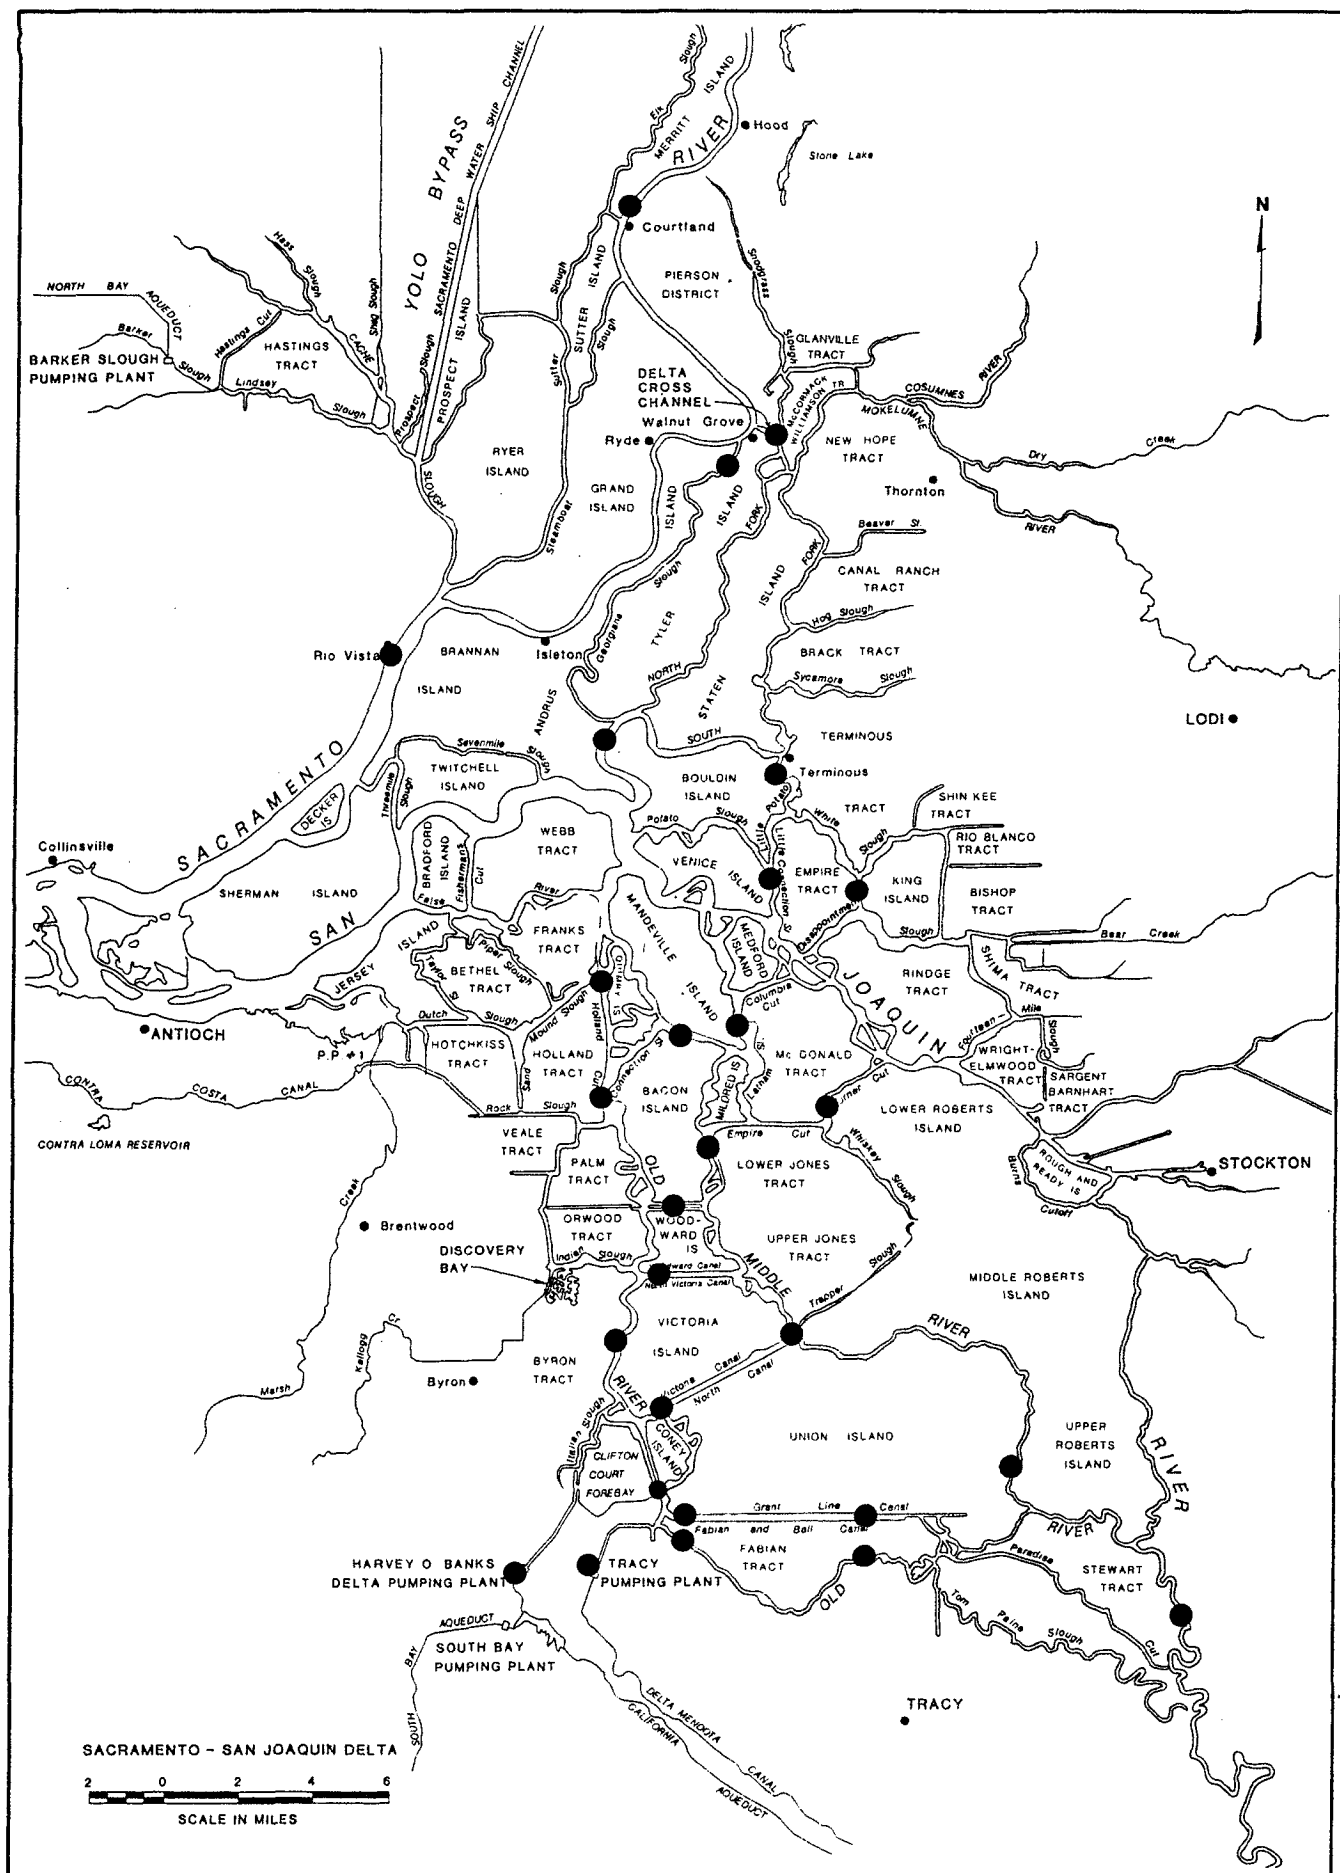 Slough
Elk
MERRITT
ISLAND
RIVER
Hood
Stone Lake
YOLO BYPASS
SACRAMENTO DEEP WATER SHIP CHANNEL
N
Courtland
PIERSON
DISTRICT
Snodgrass
Slough
Hass
Slough
Shag Slough
NORTH BAY
AQUEDUCT
Barker
Slough
BARKER SLOUGH
PUMPING PLANT
Hastings Cut
HASTINGS
TRACT
CACHE
Lindsey
Slough
Prospect Slough
PROSPECT ISLAND
SLOUGH
Slough
Sutter
SUTTER ISLAND
Slough
Steamboat
GLANVILLE
TRACT
DELTA
CROSS
CHANNEL
Walnut Grove
Ryde
McCORMACK
WILLIAMSON TR
COSUMNES
RIVER
MOKELUMNE
NEW HOPE
TRACT
Dry
Creek
Thornton
RIVER
RYER
ISLAND
GRAND
ISLAND
ISLAND
ISLAND
FORK
Beaver Sl.
CANAL RANCH
TRACT
FORK
ISLAND
Hog Slough
BRACK TRACT
Sycamore Slough
Slough
Georgiana
TYLER
NORTH
STATEN
SOUTH
Rio Vista
BRANNAN
ISLAND
Isleton
ANDRUS
LODI
TERMINOUS
Terminous
TRACT
SACRAMENTO
Sevenmile
Slough
TWITCHELL
ISLAND
Threemile
Slough
DECKER
IS
BOULDIN
ISLAND
Potato
Slough
Little
Potato
White
Slough
SHIN KEE
TRACT
RIO BLANCO
TRACT
Collinsville
SHERMAN ISLAND
BRADFORD
ISLAND
Fisherman's
Cut
WEBB
TRACT
VENICE
ISLAND
Little Connection Sl
EMPIRE
TRACT
KING
ISLAND
BISHOP
TRACT
SAN
False
River
MANDEVILLE
ISLAND
Disappointment
Slough
Bear Creek
FRANKS
TRACT
ISLAND
JERSEY
Piper Slough
BETHEL
TRACT
Taylor
Sl
QUIMBY IS
MEDFORD
ISLAND
JOAQUIN
RINDGE
TRACT
SHIMA TRACT
Columbia
Cut
ANTIOCH
Dutch
Slough
Mound Slough
Holland
Cut
Fourteen-
Mile
Slough
P.P #1
HOTCHKISS
TRACT
Sand
HOLLAND
TRACT
Connection Sl
BACON
ISLAND
MILDRED IS
Latham
Sl
Mc DONALD
TRACT
WRIGHT-
ELMWOOD
TRACT
SARGENT
BARNHART
TRACT
CONTRA COSTA CANAL
CONTRA LOMA RESERVOIR
Rock Slough
VEALE
TRACT
Empire Cut
Cut
LOWER ROBERTS
ISLAND
Whiskey
Slough
PALM
TRACT
OLD
LOWER JONES
TRACT
Burns
Cutoff
ROUGH AND
READY IS
STOCKTON
Creek
Brentwood
ORWOOD
TRACT
WOOD-
WARD IS
Indian
Slough
DISCOVERY
BAY
North Victoria Canal
UPPER JONES
TRACT
MIDDLE
Trapper
Slough
MIDDLE ROBERTS
ISLAND
RIVER
Kellogg
Cr
Marsh
Byron
BYRON
TRACT
VICTORIA
ISLAND
Victoria Canal
North Canal
RIVER
Italian Slough
CLIFTON
COURT
FOREBAY
CONEY
ISLAND
UNION ISLAND
UPPER
ROBERTS
ISLAND
RIVER
Grant Line Canal
Fabian and Bell Canal
FABIAN
TRACT
RIVER
Paradise
Cut
STEWART
TRACT
OLD
Tom Paine Slough
HARVEY O BANKS
DELTA PUMPING PLANT
TRACY
PUMPING PLANT
SOUTH BAY AQUEDUCT
SOUTH BAY
PUMPING PLANT
DELTA MENDOTA CANAL
CALIFORNIA AQUEDUCT
TRACY
SACRAMENTO – SAN JOAQUIN DELTA
2 0 2 4 6
SCALE IN MILES